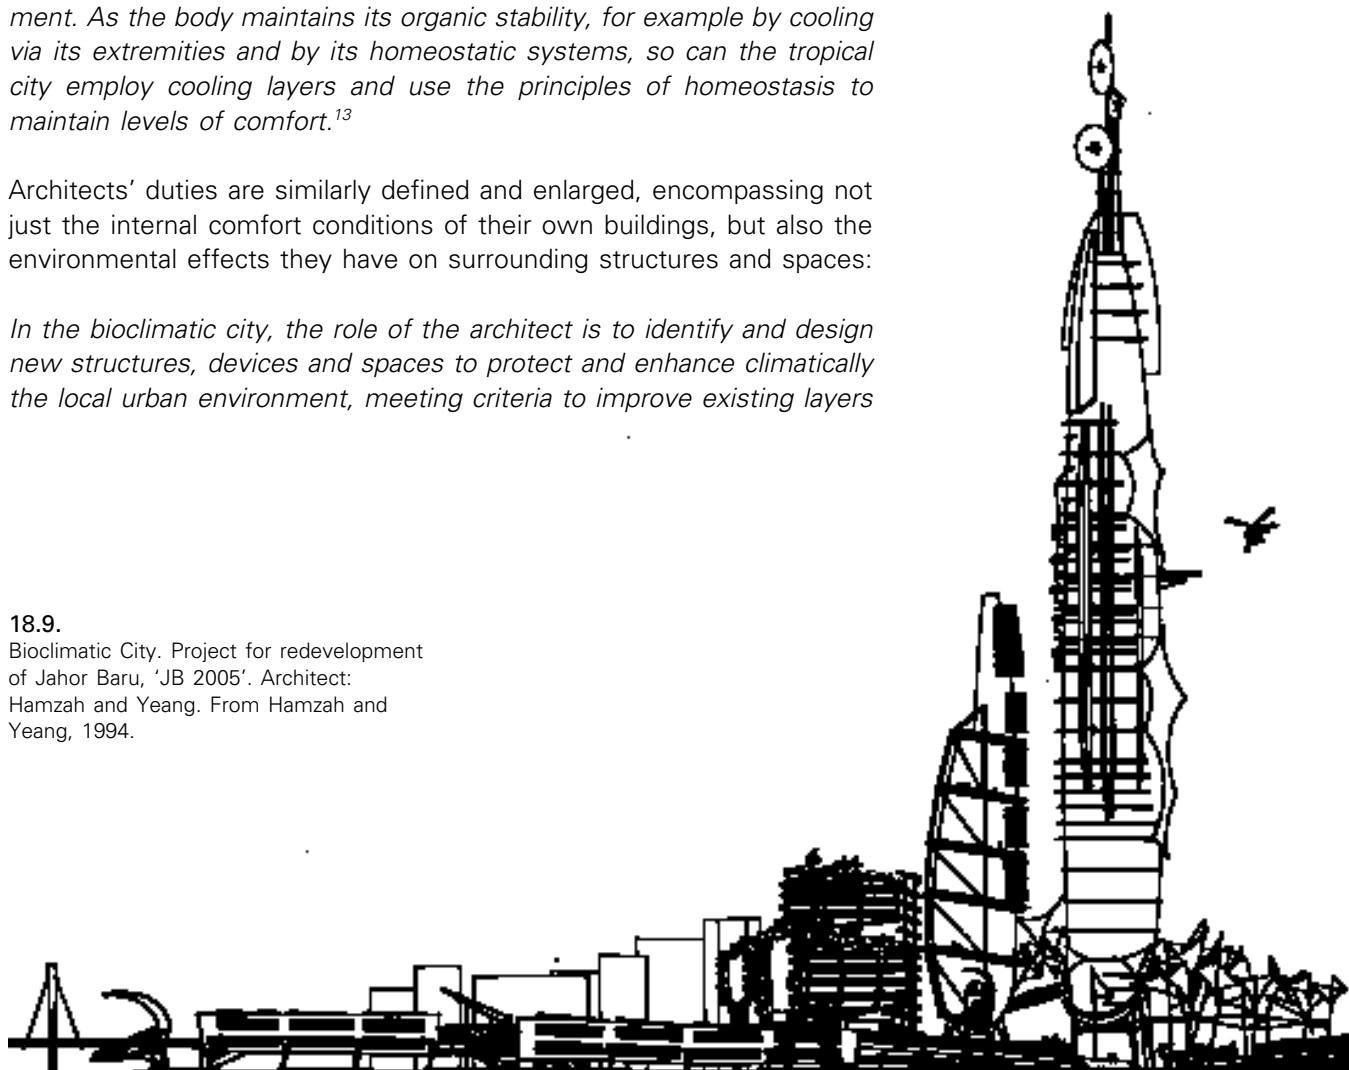 ment. As the body maintains its organic stability, for example by cooling
via its extremities and by its homeostatic systems, so can the tropical
city employ cooling layers and use the principles of homeostasis to
maintain levels of comfort.13
Architects’ duties are similarly defined and enlarged, encompassing not
just the internal comfort conditions of their own buildings, but also the
environmental effects they have on surrounding structures and spaces:
In the bioclimatic city, the role of the architect is to identify and design
new structures, devices and spaces to protect and enhance climatically
the local urban environment, meeting criteria to improve existing layers
18.9.
Bioclimatic City. Project for redevelopment
of Jahor Baru, ‘JB 2005’. Architect:
Hamzah and Yeang. From Hamzah and
Yeang, 1994.